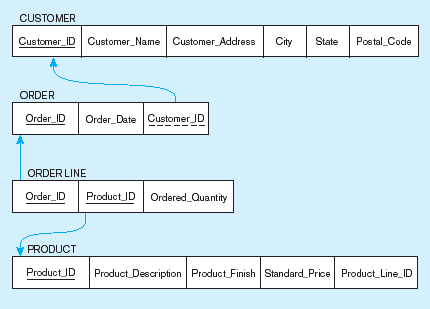 CUSTOMER
Customer_ID Customer_Name Customer_Address City State Postal_Code
ORDER
Order_ID Order_Date Customer_ID
ORDER LINE
Order_ID Product_ID Ordered_Quantity
PRODUCT
Product_ID Product_Description Product_Finish Standard_Price Product_Line_ID